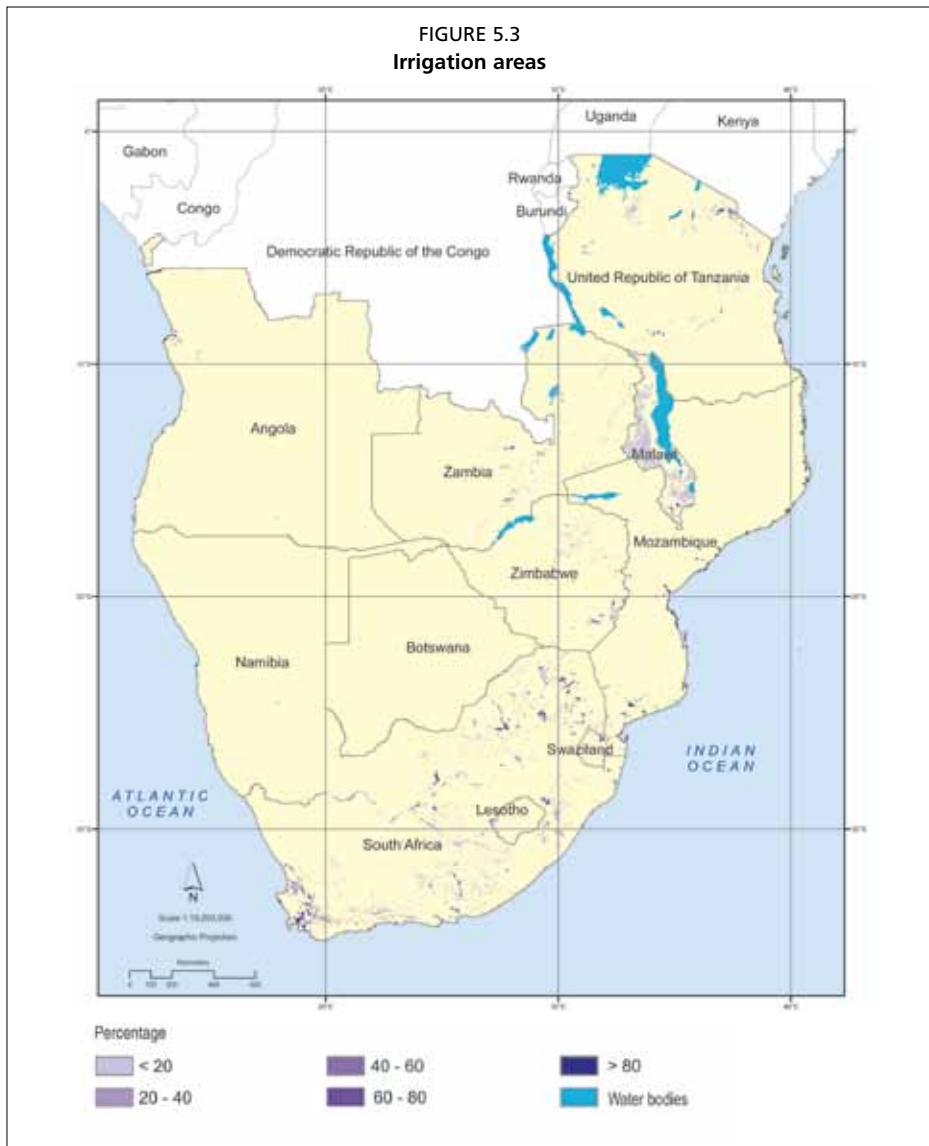 FIGURE 5.3
Irrigation areas
Uganda
Kenya
Gabon
Rwanda
Congo
Burundi
Democratic Republic of the Congo
United Republic of Tanzania
Angola
Malawi
Zambia
Mozambique
Zimbabwe
Botswana
Namibia
Swaziland
INDIAN
OCEAN
ATLANTIC
OCEAN
Lesotho
South Africa
N
Geographic Projection
Kilometers
Percentage
< 20
40 - 60
> 80
20 - 40
60 - 80
Water bodies